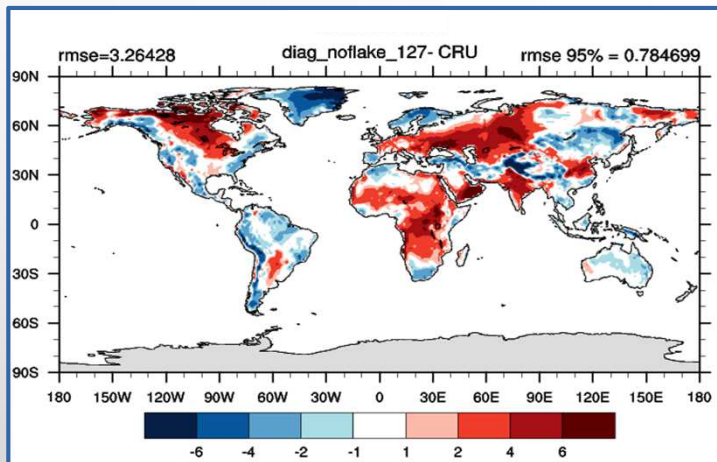 rmse=3.26428 diag_noflake_127- CRU rmse 95% = 0.784699
90N
60N
30N
0
30S
60S
90S
180 150W 120W 90W 60W 30W 0 30E 60E 90E 120E 150E 180
-6 -4 -2 -1 1 2 4 6